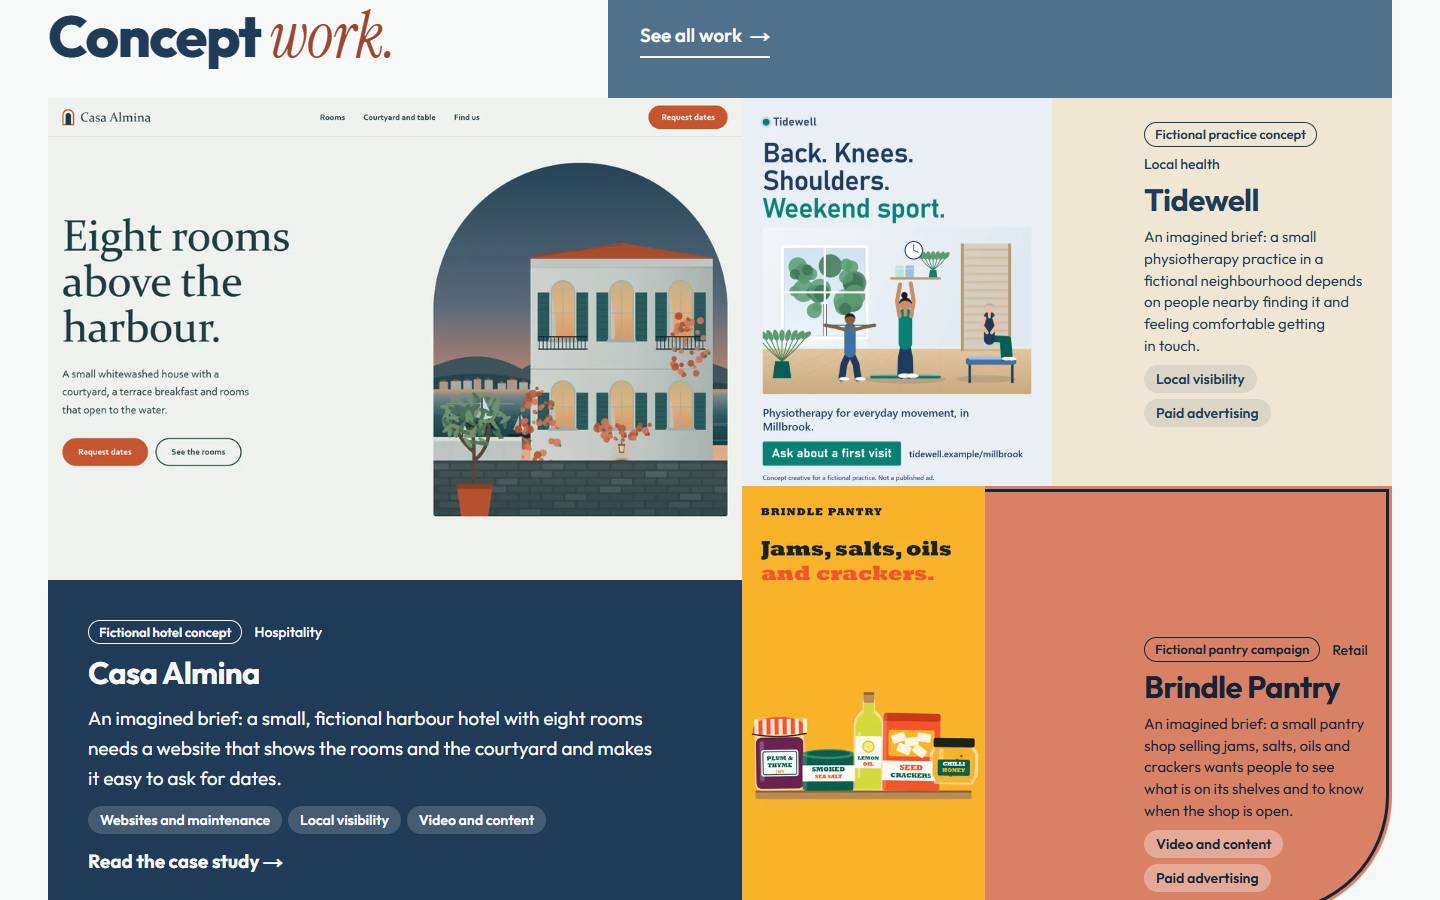 Concept work.
See all work →
Casa Almina
Rooms
Courtyard and table
Find us
Request dates
Eight rooms
above the
harbour.
A small whitewashed house with a
courtyard, a terrace breakfast and rooms
that open to the water.
Request dates
See the rooms
Fictional hotel concept
Hospitality
Casa Almina
An imagined brief: a small, fictional harbour hotel with eight rooms
needs a website that shows the rooms and the courtyard and makes
it easy to ask for dates.
Websites and maintenance
Local visibility
Video and content
Read the case study →
Tidewell
Back. Knees.
Shoulders.
Weekend sport.
Physiotherapy for everyday movement, in
Millbrook.
Ask about a first visit
tidewell.example/millbrook
Concept creative for a fictional practice. Not a published ad.
Fictional practice concept
Local health
Tidewell
An imagined brief: a small
physiotherapy practice in a
fictional neighbourhood depends
on people nearby finding it and
feeling comfortable getting
in touch.
Local visibility
Paid advertising
BRINDLE PANTRY
Jams, salts, oils
and crackers.
PLUM &
THYME
SMOKED
SEA SALT
LEMON
OIL
SEED
CRACKERS
CHILLI
HONEY
Fictional pantry campaign
Retail
Brindle Pantry
An imagined brief: a small pantry
shop selling jams, salts, oils and
crackers wants people to see
what is on its shelves and to know
when the shop is open.
Video and content
Paid advertising